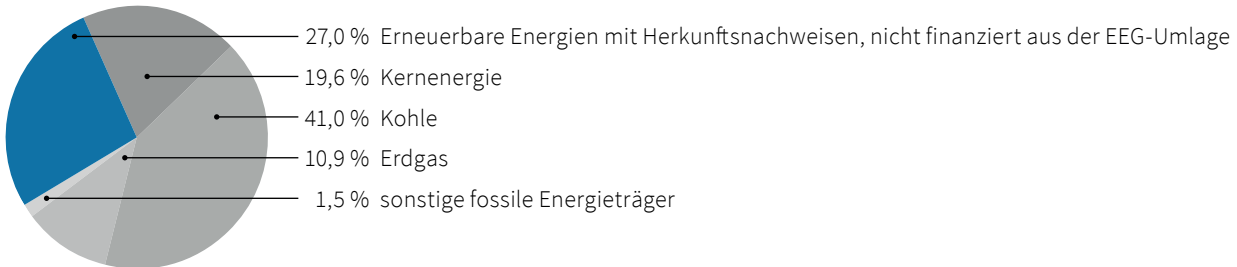 27,0 % Erneuerbare Energien mit Herkunftsnachweisen, nicht finanziert aus der EEG-Umlage
19,6 % Kernenergie
41,0 % Kohle
10,9 % Erdgas
1,5 % sonstige fossile Energieträger